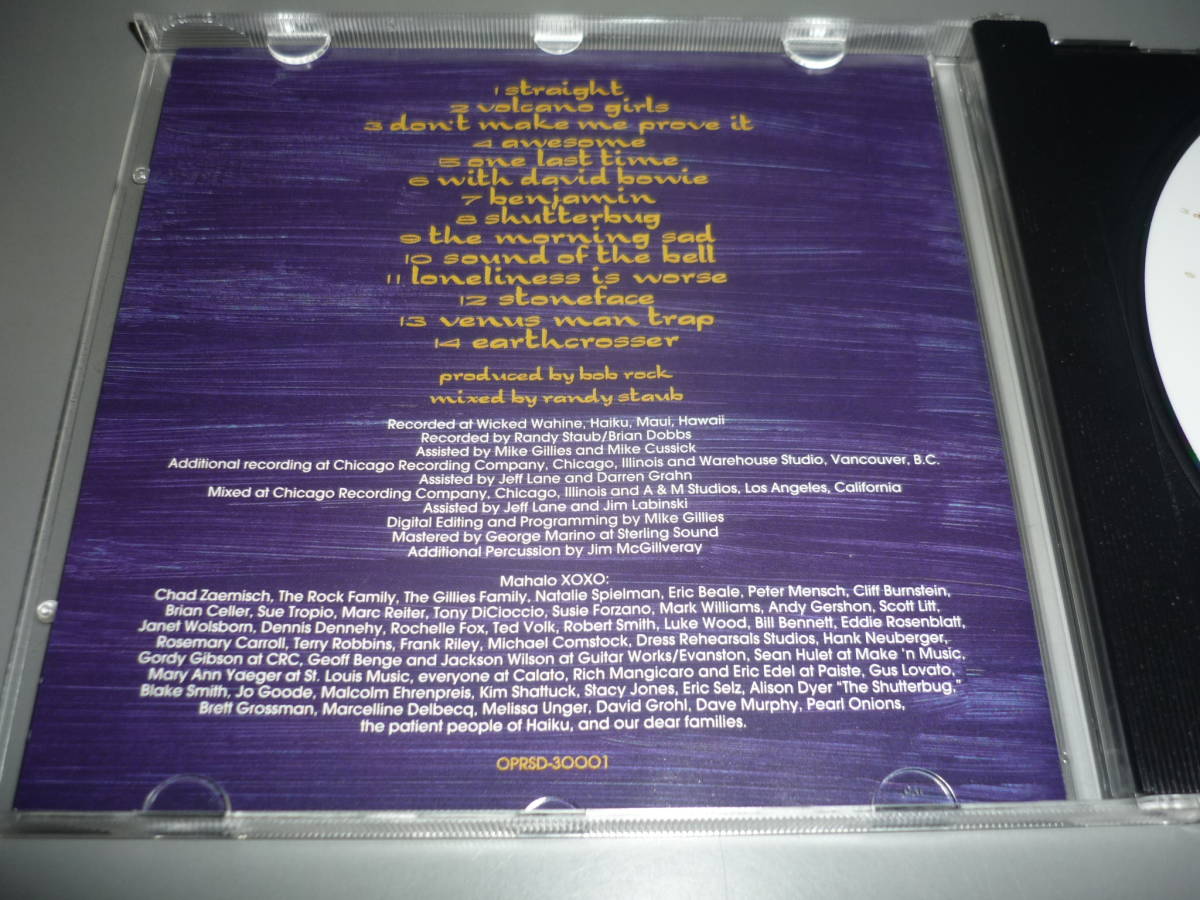 1 straight
2 volcano girls
3 don't make me prove it
4 awesome
5 one last time
6 with david bowie
7 benjamin
8 shutterbug
9 the morning sad
10 sound of the bell
11 loneliness is worse
12 stoneface
13 venus man trap
14 earthcrosser
produced by bob rock
mixed by randy staub
Recorded at Wicked Wahine, Haiku, Maui, Hawaii
Recorded by Randy Staub/Brian Dobbs
Assisted by Mike Gillies and Mike Cussick
Additional recording at Chicago Recording Company, Chicago, Illinois and Warehouse Studio, Vancouver, B.C.
Assisted by Jeff Lane and Darren Grahn
Mixed at Chicago Recording Company, Chicago, Illinois and A & M Studios, Los Angeles, California
Assisted by Jeff Lane and Jim Labinski
Digital Editing and Programming by Mike Gillies
Mastered by George Marino at Sterling Sound
Additional Percussion by Jim McGillveray
Mahalo XOXO:
Chad Zaemisch, The Rock Family, The Gillies Family, Natalie Spielman, Eric Beale, Peter Mensch, Cliff Burnstein,
Brian Celler, Sue Tropio, Marc Reiter, Tony DiCioccio, Susie Forzano, Mark Williams, Andy Gershon, Scott Litt,
Janet Wolsborn, Dennis Dennehy, Rochelle Fox, Ted Volk, Robert Smith, Luke Wood, Bill Bennett, Eddie Rosenblatt,
Rosemary Carroll, Terry Robbins, Frank Riley, Michael Comstock, Dress Rehearsals Studios, Hank Neuberger,
Gordy Gibson at CRC, Geoff Benge and Jackson Wilson at Guitar Works/Evanston, Sean Hulet at Make 'n Music,
Mary Ann Yaeger at St. Louis Music, everyone at Calato, Rich Mangicaro and Eric Edel at Paiste, Gus Lovato,
Blake Smith, Jo Goode, Malcolm Ehrenpreis, Kim Shattuck, Stacy Jones, Eric Selz, Alison Dyer "The Shutterbug,"
Brett Grossman, Marcelline Delbecq, Melissa Unger, David Grohl, Dave Murphy, Pearl Onions,
the patient people of Haiku, and our dear families.
OPRSD-30001